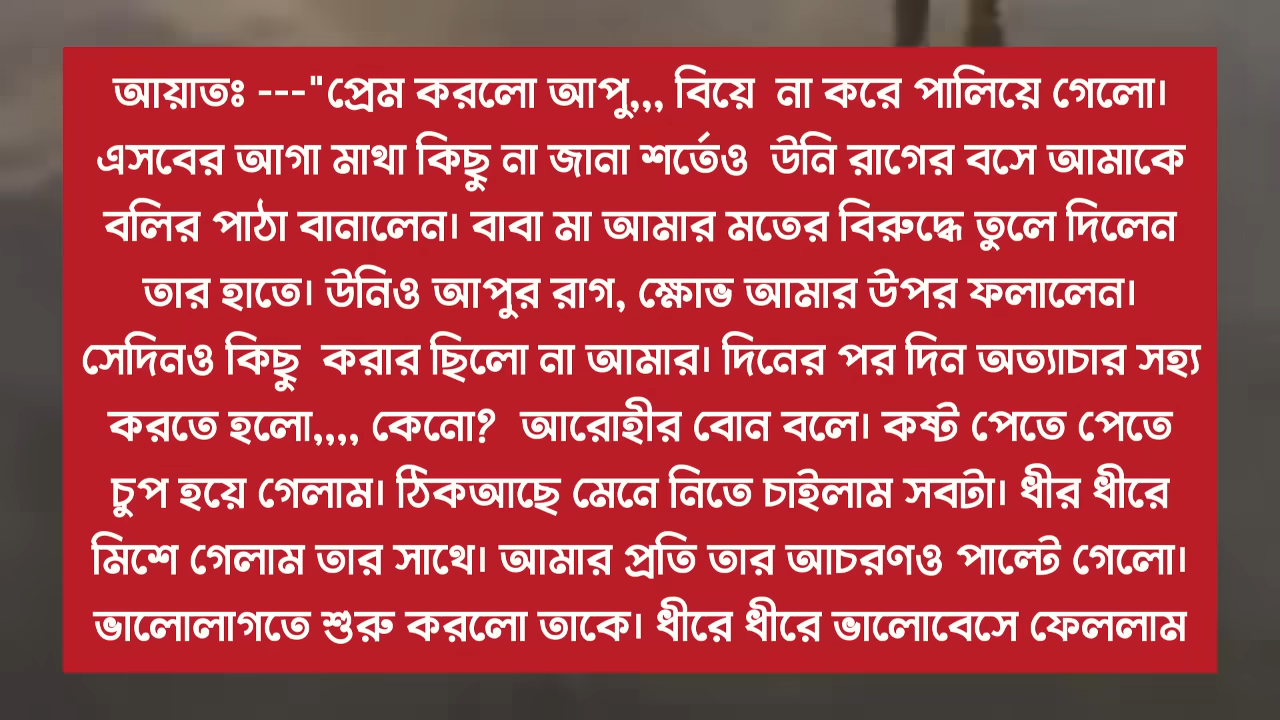 আয়াতঃ ---"প্রেম করলো আপু,,, বিয়ে না করে পালিয়ে গেলো।
এসবের আগা মাথা কিছু না জানা শর্তেও উনি রাগের বসে আমাকে
বলির পাঠা বানালেন। বাবা মা আমার মতের বিরুদ্ধে তুলে দিলেন
তার হাতে। উনিও আপুর রাগ, ক্ষোভ আমার উপর ফলালেন।
সেদিনও কিছু করার ছিলো না আমার। দিনের পর দিন অত্যাচার সহ্য
করতে হলো,,,, কেনো? আরোহীর বোন বলে। কষ্ট পেতে পেতে
চুপ হয়ে গেলাম। ঠিকআছে মেনে নিতে চাইলাম সবটা। ধীর ধীরে
মিশে গেলাম তার সাথে। আমার প্রতি তার আচরণও পাল্টে গেলো।
ভালোলাগতে শুরু করলো তাকে। ধীরে ধীরে ভালোবেসে ফেললাম